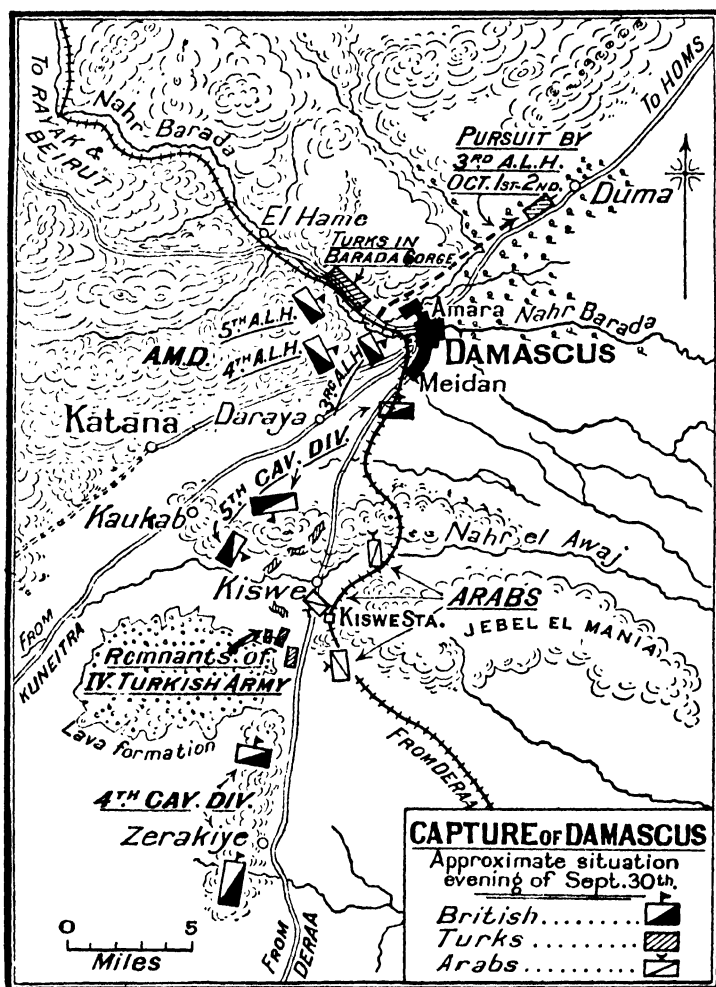 To RAYAK &
BEIRUT
Nahr Barada
To HOMS
PURSUIT BY
3RD A.L.H.
OCT. 1ST-2ND.
Duma
El Hame
TURKS IN
BARADA GORGE
Amara
Nahr Barada
5TH A.L.H.
A.M.D.
4TH A.L.H.
3RD A.L.H.
DAMASCUS
Meidan
Katana
Daraya
5TH CAV. DIV.
Kaukab
Nahr el Awaj
Kiswe
ARABS
KISWE STA.
JEBEL EL MANIA
FROM
KUNEITRA
Remnants of
IV. TURKISH ARMY
Lava formation
FROM DERAA
4TH CAV. DIV.
Zerakiye
FROM
DERAA
0 5
Miles
CAPTURE OF DAMASCUS
Approximate situation
evening of Sept. 30th.
British..........
Turks..........
Arabs..........